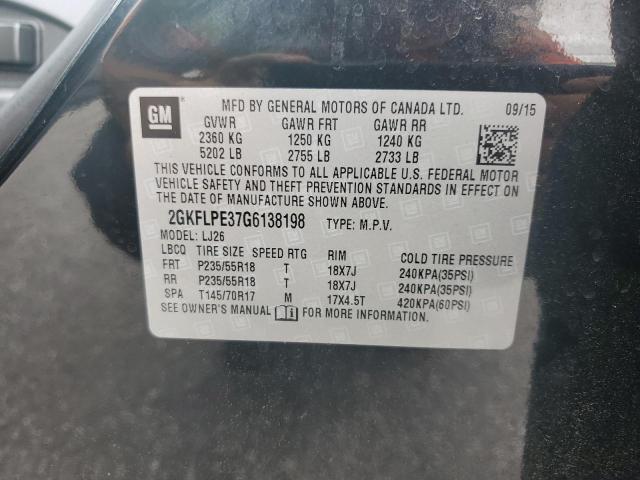 GM
MFD BY GENERAL MOTORS OF CANADA LTD. 09/15
GVWR GAWR FRT GAWR RR
2360 KG 1250 KG 1240 KG
5202 LB 2755 LB 2733 LB
THIS VEHICLE CONFORMS TO ALL APPLICABLE U.S. FEDERAL MOTOR
VEHICLE SAFETY AND THEFT PREVENTION STANDARDS IN EFFECT ON
THE DATE OF MANUFACTURE SHOWN ABOVE.
2GKFLPE37G6138198 TYPE: M.P.V.
MODEL: LJ26
LBCQ TIRE SIZE SPEED RTG RIM COLD TIRE PRESSURE
FRT P235/55R18 T 18X7J 240KPA(35PSI)
RR P235/55R18 T 18X7J 240KPA(35PSI)
SPA T145/70R17 M 17X4.5T 420KPA(60PSI)
SEE OWNER'S MANUAL FOR MORE INFORMATION